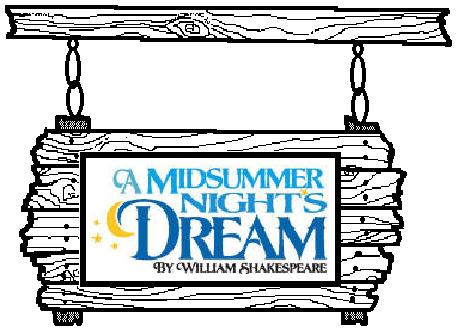 A MIDSUMMER
NIGHT'S
DREAM
BY WILLIAM SHAKESPEARE